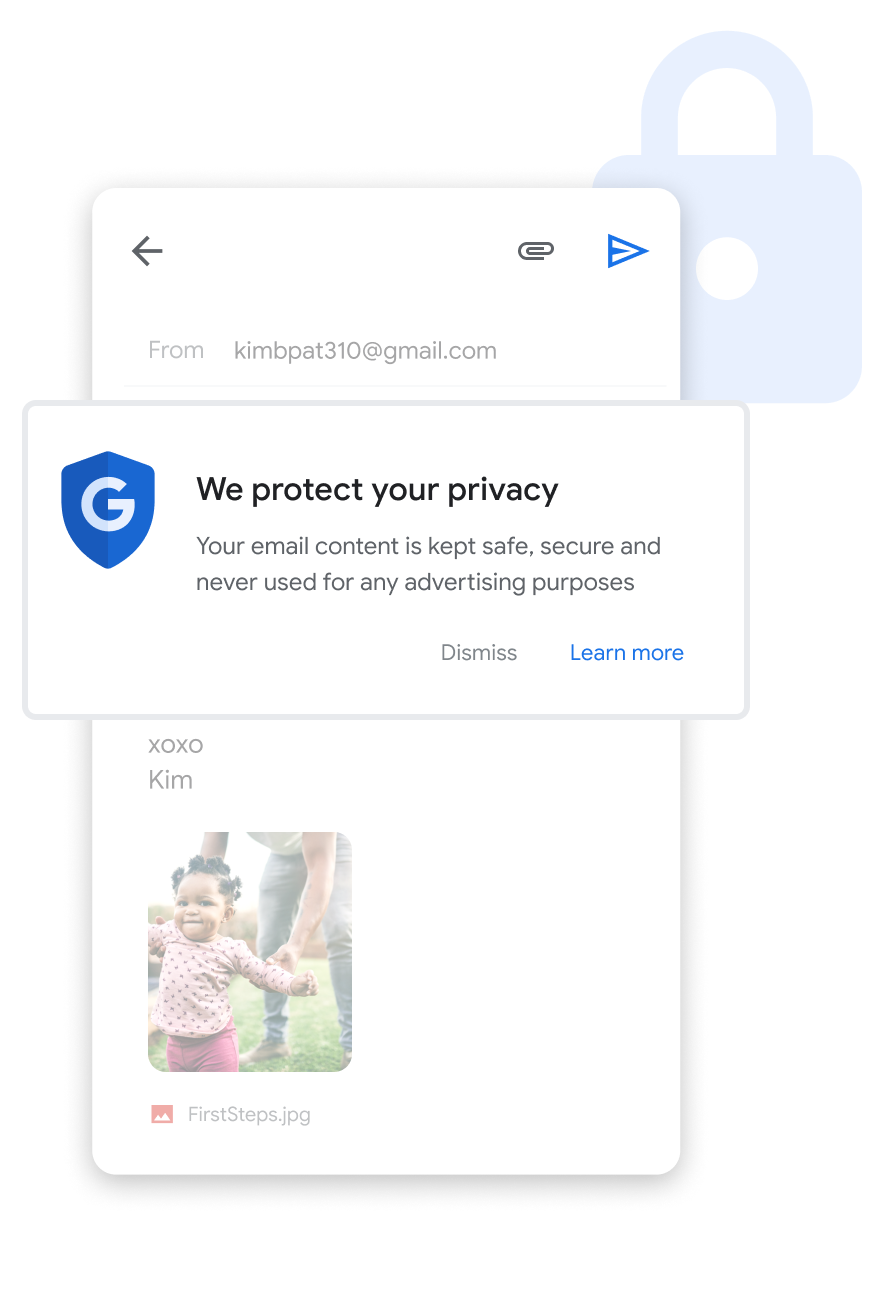 From kimbpat310@gmail.com
We protect your privacy
Your email content is kept safe, secure and
never used for any advertising purposes
Dismiss Learn more
xoxo
Kim
FirstSteps.jpg